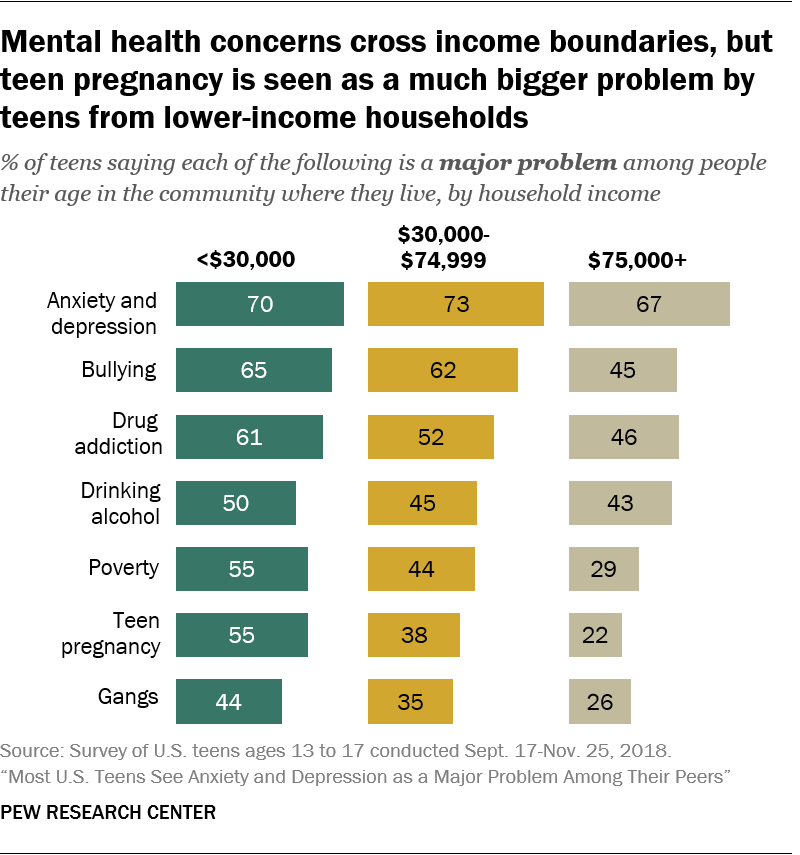 Mental health concerns cross income boundaries, but
teen pregnancy is seen as a much bigger problem by
teens from lower-income households
% of teens saying each of the following is a major problem among people
their age in the community where they live, by household income
<$30,000
$30,000-
$74,999
$75,000+
Anxiety and
depression
70
73
67
Bullying
65
62
45
Drug
addiction
61
52
46
Drinking
alcohol
50
45
43
Poverty
55
44
29
Teen
pregnancy
55
38
22
Gangs
44
35
26
Source: Survey of U.S. teens ages 13 to 17 conducted Sept. 17-Nov. 25, 2018.
“Most U.S. Teens See Anxiety and Depression as a Major Problem Among Their Peers”
PEW RESEARCH CENTER